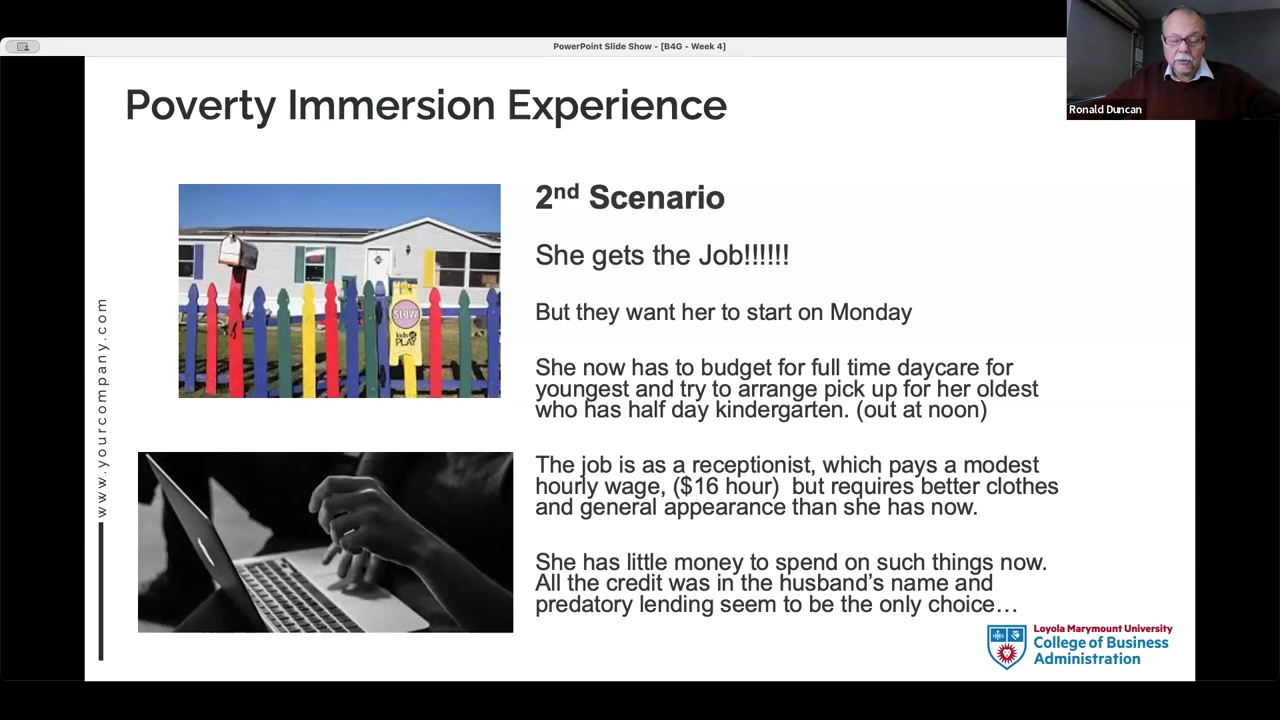 PowerPoint Slide Show - [B4G - Week 4]
Ronald Duncan
Poverty Immersion Experience
2nd Scenario
She gets the Job!!!!!!
But they want her to start on Monday
She now has to budget for full time daycare for
youngest and try to arrange pick up for her oldest
who has half day kindergarten. (out at noon)
The job is as a receptionist, which pays a modest
hourly wage, ($16 hour)  but requires better clothes
and general appearance than she has now.
She has little money to spend on such things now.
All the credit was in the husband's name and
predatory lending seem to be the only choice…
www.yourcompany.com
SLOW
kids at
PLAY
Loyola Marymount University
College of Business
Administration